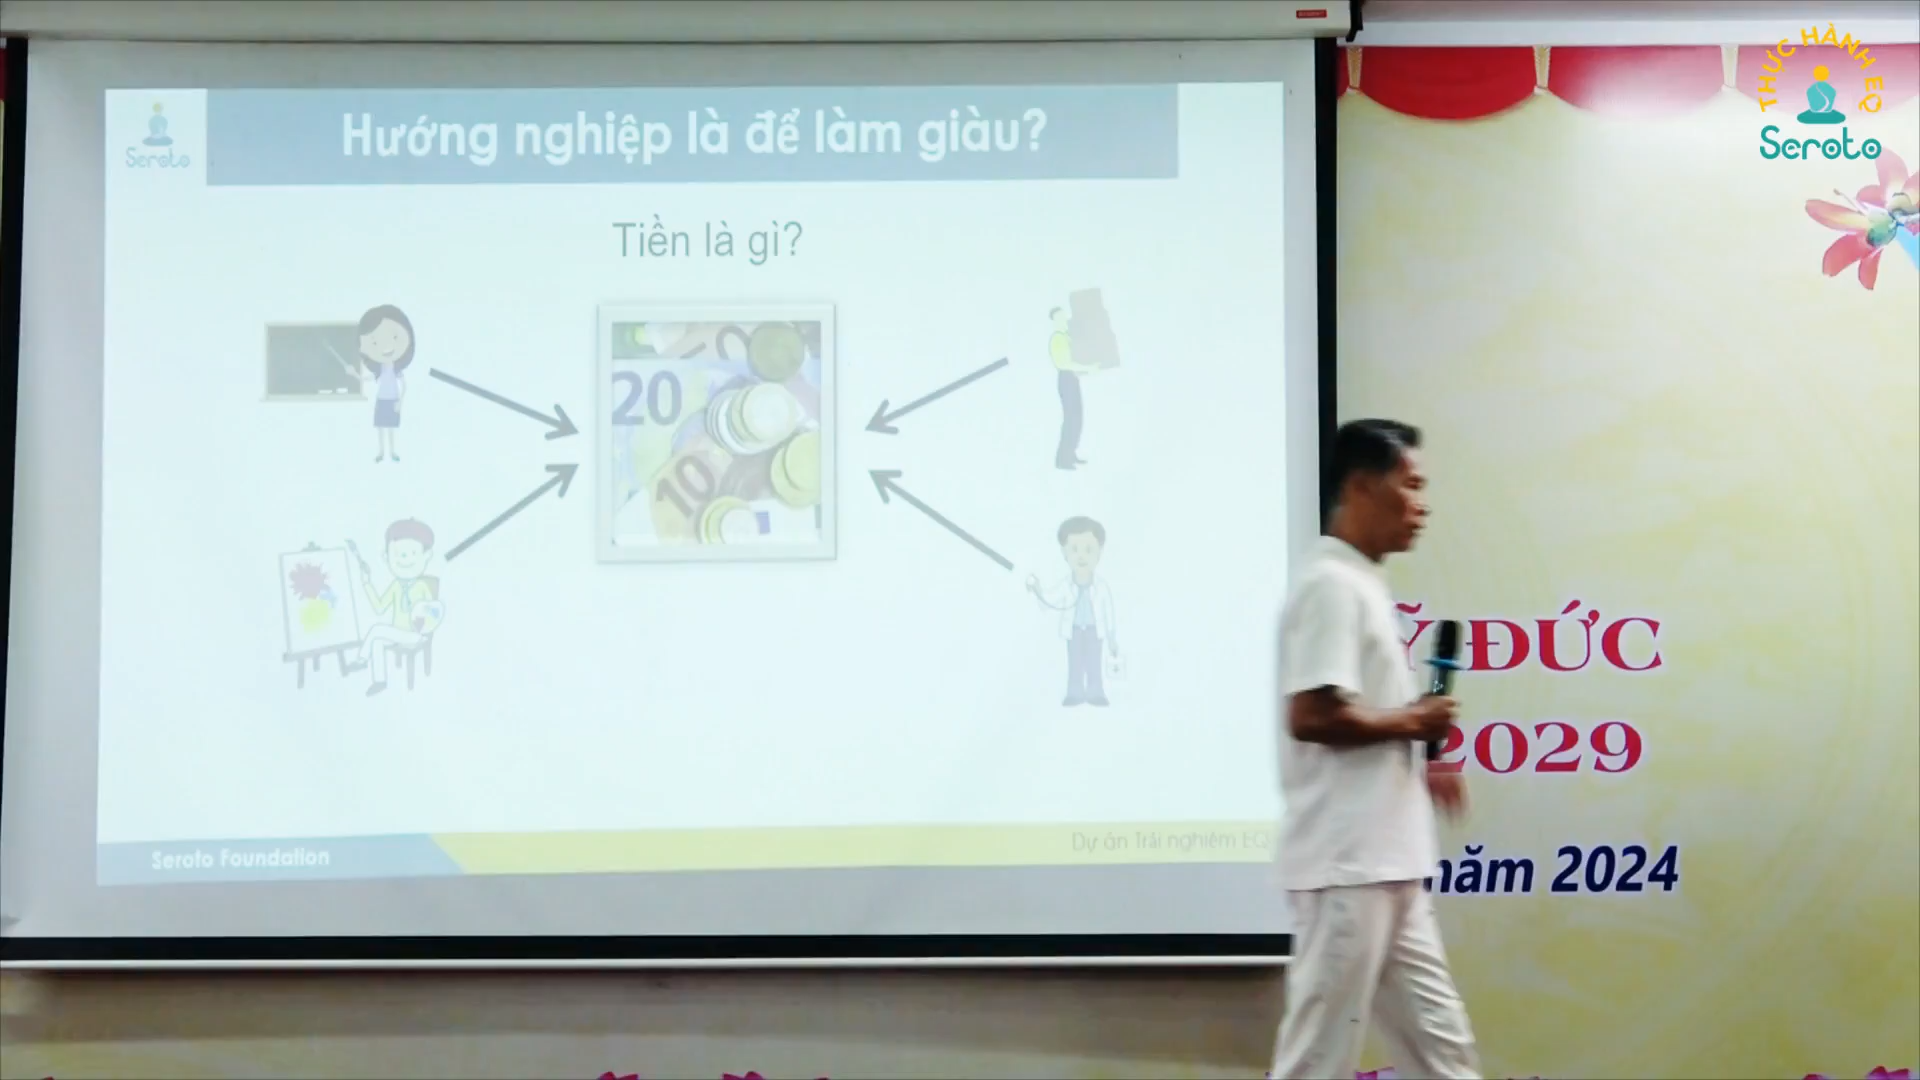 Hướng nghiệp là để làm giàu?
Seroto
Tiền là gì?
20
10
Seroto Foundation
Dự án Trải nghiệm EQ
THỰC HÀNH EQ
Seroto
ĐỨC
2029
năm 2024